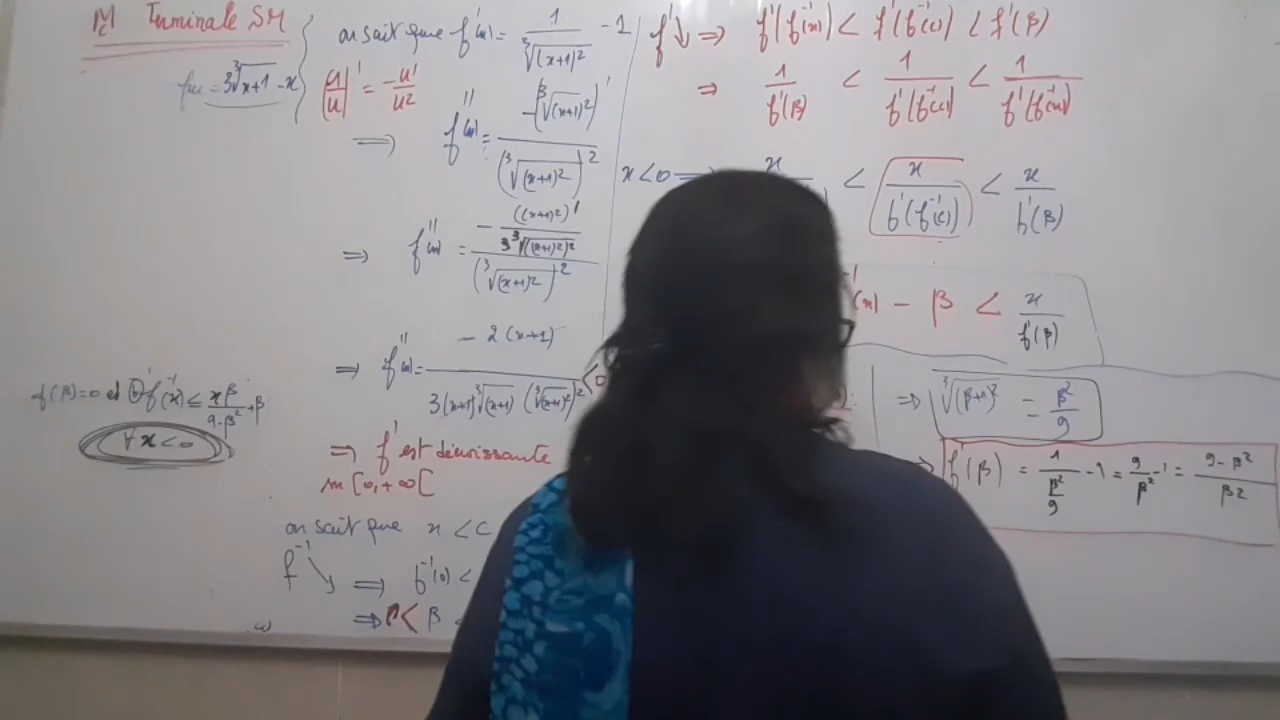 Terminale SM
f(x) = 3∛(x+1) - x
on sait que f'(x) = 1/∛((x+1)²) - 1
(1/u)' = -u'/u²
⟹ f''(x) = -(∛((x+1)²))' / (∛((x+1)²))²
⟹ f''(x) = -(((x+1)²)' / 3∛(((x+1)²)²)) / (∛((x+1)²))²
⟹ f''(x) = -2(x+1) / 3(x+1)∛(x+1) (∛((x+1)²))² < 0
f(β)=0 et f⁻¹(x) ≤ xβ²/(9-β²) + β
∀x<0
⟹ f' est décroissante
[0,+∞[
on sait que x < c
f⁻¹ ↘ ⟹ f⁻¹(0) <
⟹ β <
f' ↘ ⟹ f'(f⁻¹(x)) < f'(f⁻¹(c)) < f'(β)
⟹ 1/f'(β) < 1/f'(f⁻¹(c)) < 1/f'(f⁻¹(x))
x<0 ⟹ x < x/f'(f⁻¹(c)) < x/f'(β)
⁻¹(x) - β < x/f'(β)
⟹ ∛((β+1)²) = β²/9
f'(β) = 1/(β²/9) - 1 = 9/β² - 1 = (9-β²)/β²